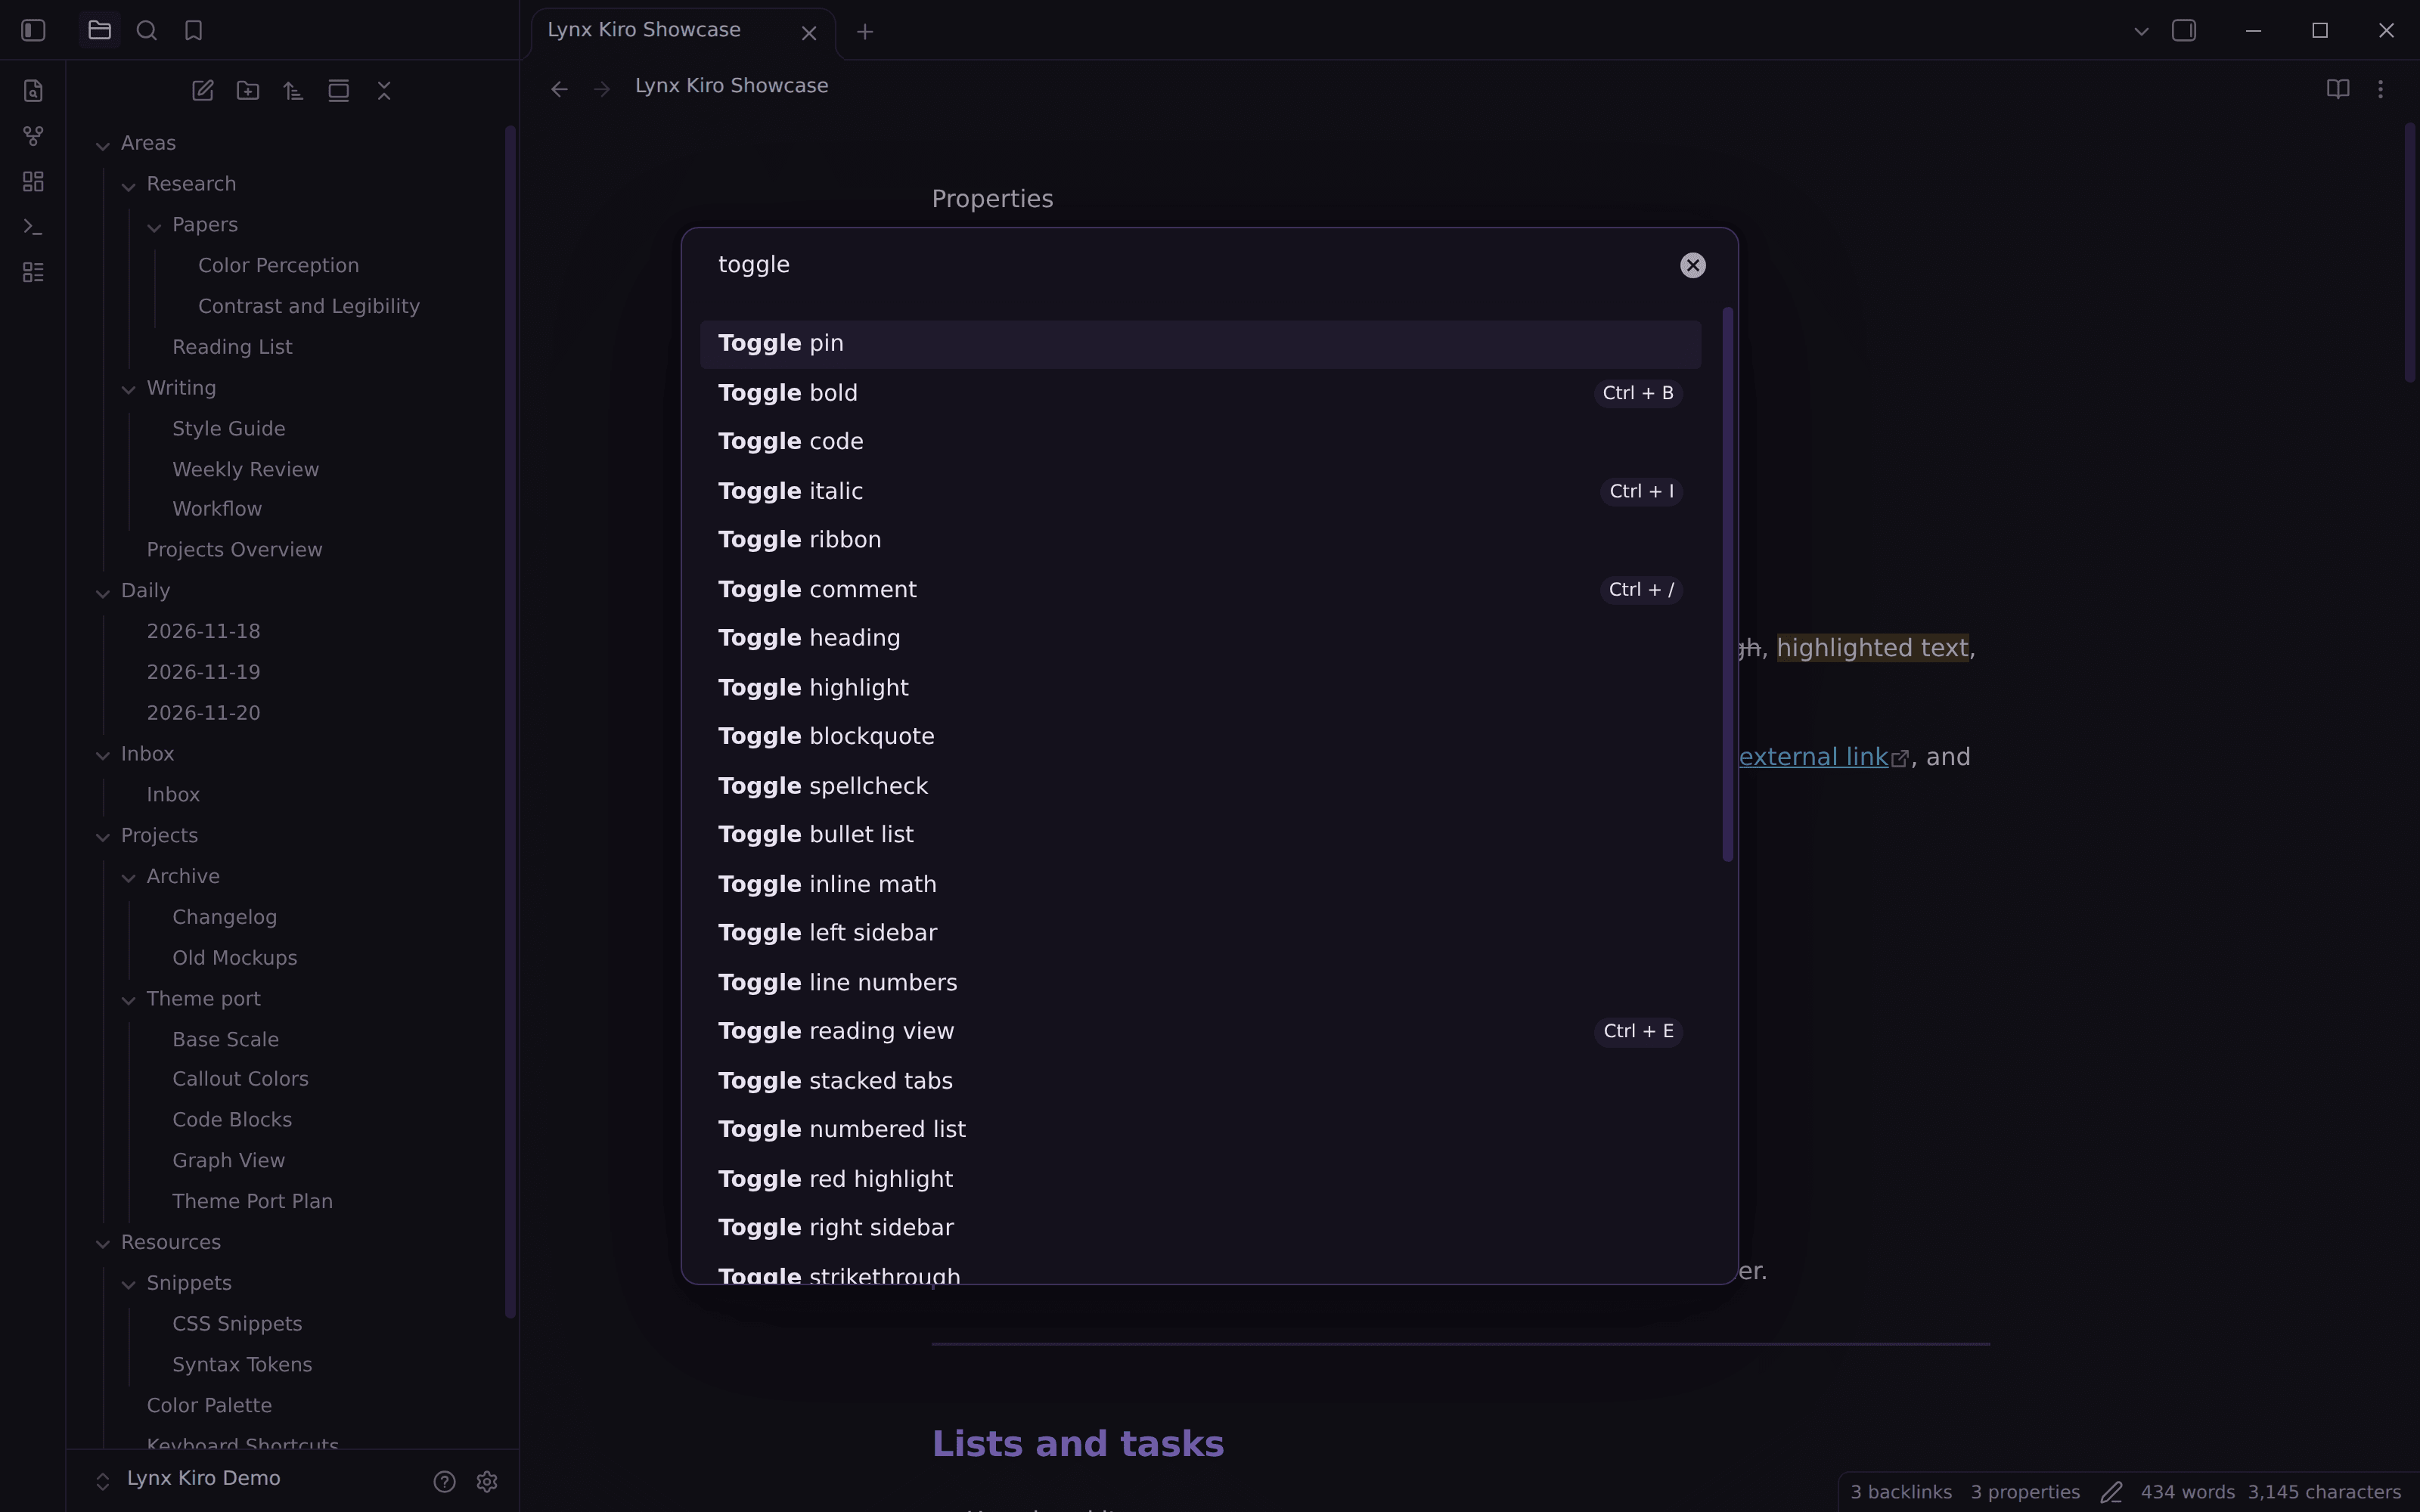 Lynx Kiro Showcase
Lynx Kiro Showcase
Areas
Research
Papers
Color Perception
Contrast and Legibility
Reading List
Writing
Style Guide
Weekly Review
Workflow
Projects Overview
Daily
2026-11-18
2026-11-19
2026-11-20
Inbox
Inbox
Projects
Archive
Changelog
Old Mockups
Theme port
Base Scale
Callout Colors
Code Blocks
Graph View
Theme Port Plan
Resources
Snippets
CSS Snippets
Syntax Tokens
Color Palette
Keyboard Shortcuts
Lynx Kiro Demo
Properties
toggle
Toggle pin
Toggle bold Ctrl + B
Toggle code
Toggle italic Ctrl + I
Toggle ribbon
Toggle comment Ctrl + /
Toggle heading
Toggle highlight
Toggle blockquote
Toggle spellcheck
Toggle bullet list
Toggle inline math
Toggle left sidebar
Toggle line numbers
Toggle reading view Ctrl + E
Toggle stacked tabs
Toggle numbered list
Toggle red highlight
Toggle right sidebar
Toggle strikethrough
gh, highlighted text,
external link, and
er.
Lists and tasks
3 backlinks 3 properties 434 words 3,145 characters